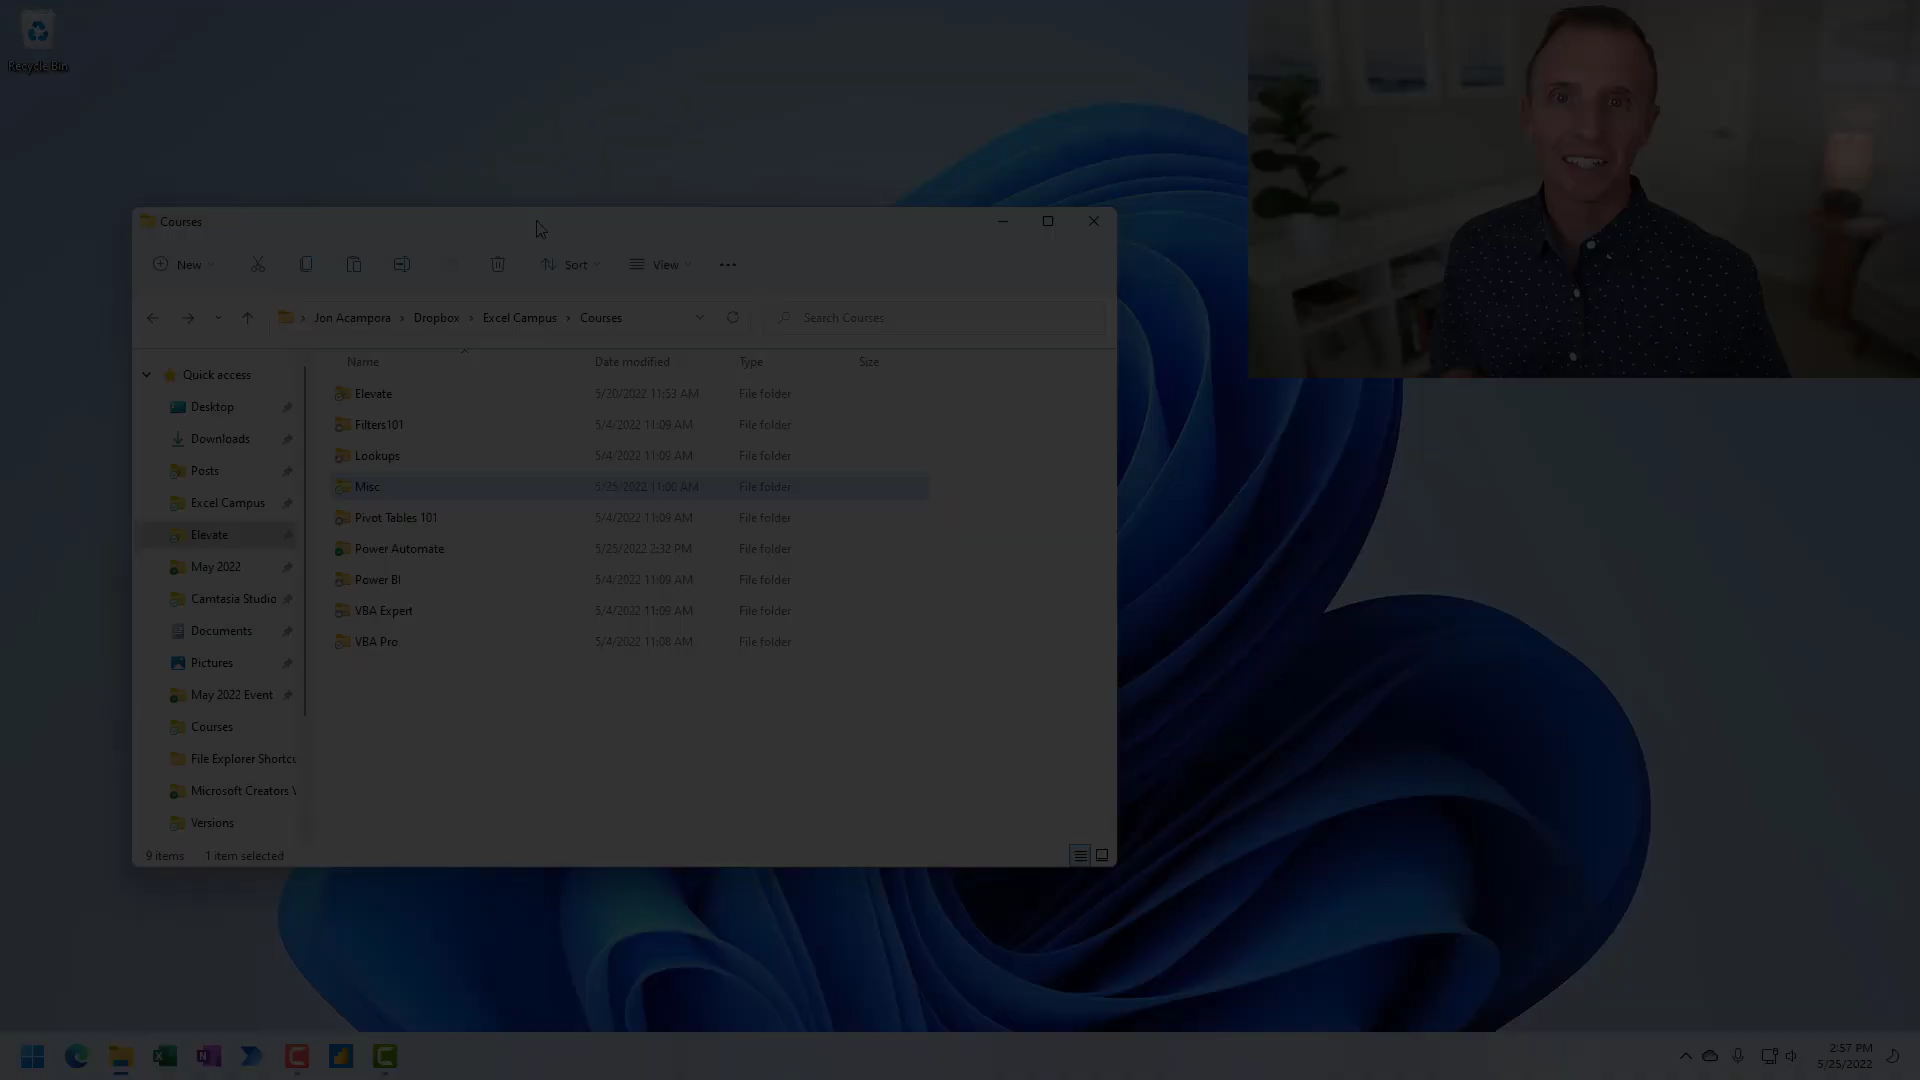 Recycle Bin
Courses
New
Sort
View
Jon Acampora > Dropbox > Excel Campus > Courses
Search Courses
Name Date modified Type Size
Quick access
Desktop
Downloads
Posts
Excel Campus
Elevate
May 2022
Camtasia Studio
Documents
Pictures
May 2022 Event
Courses
File Explorer Shortcu
Microsoft Creators
Versions
Elevate 5/20/2022 11:53 AM File folder
Filters101 5/4/2022 11:09 AM File folder
Lookups 5/4/2022 11:09 AM File folder
Misc 5/25/2022 11:00 AM File folder
Pivot Tables 101 5/4/2022 11:09 AM File folder
Power Automate 5/25/2022 2:32 PM File folder
Power BI 5/4/2022 11:09 AM File folder
VBA Expert 5/4/2022 11:09 AM File folder
VBA Pro 5/4/2022 11:08 AM File folder
9 items 1 item selected
2:57 PM
5/25/2022